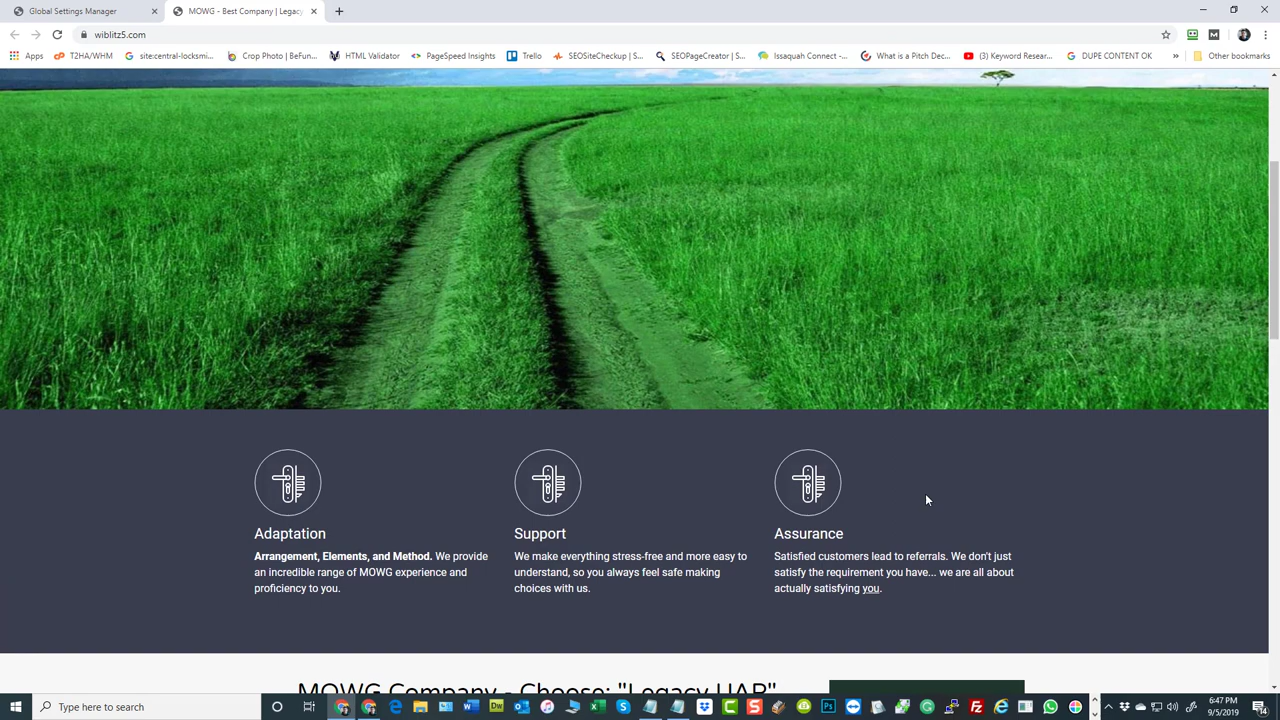 Global Settings Manager
MOWG - Best Company | Legacy
wiblitz5.com
Apps
T2HA/WHM
site:central-locksmi...
Crop Photo | BeFun...
HTML Validator
PageSpeed Insights
Trello
SEOSiteCheckup | S...
SEOPageCreator | S...
Issaquah Connect -...
What is a Pitch Dec...
(3) Keyword Resear...
DUPE CONTENT OK
»
Other bookmarks
Adaptation
Arrangement, Elements, and Method. We provide
an incredible range of MOWG experience and
proficiency to you.
Support
We make everything stress-free and more easy to
understand, so you always feel safe making
choices with us.
Assurance
Satisfied customers lead to referrals. We don't just
satisfy the requirement you have... we are all about
actually satisfying you.
MOWG Company - Choose: "Legacy UAP"
Type here to search
6:47 PM
9/5/2019